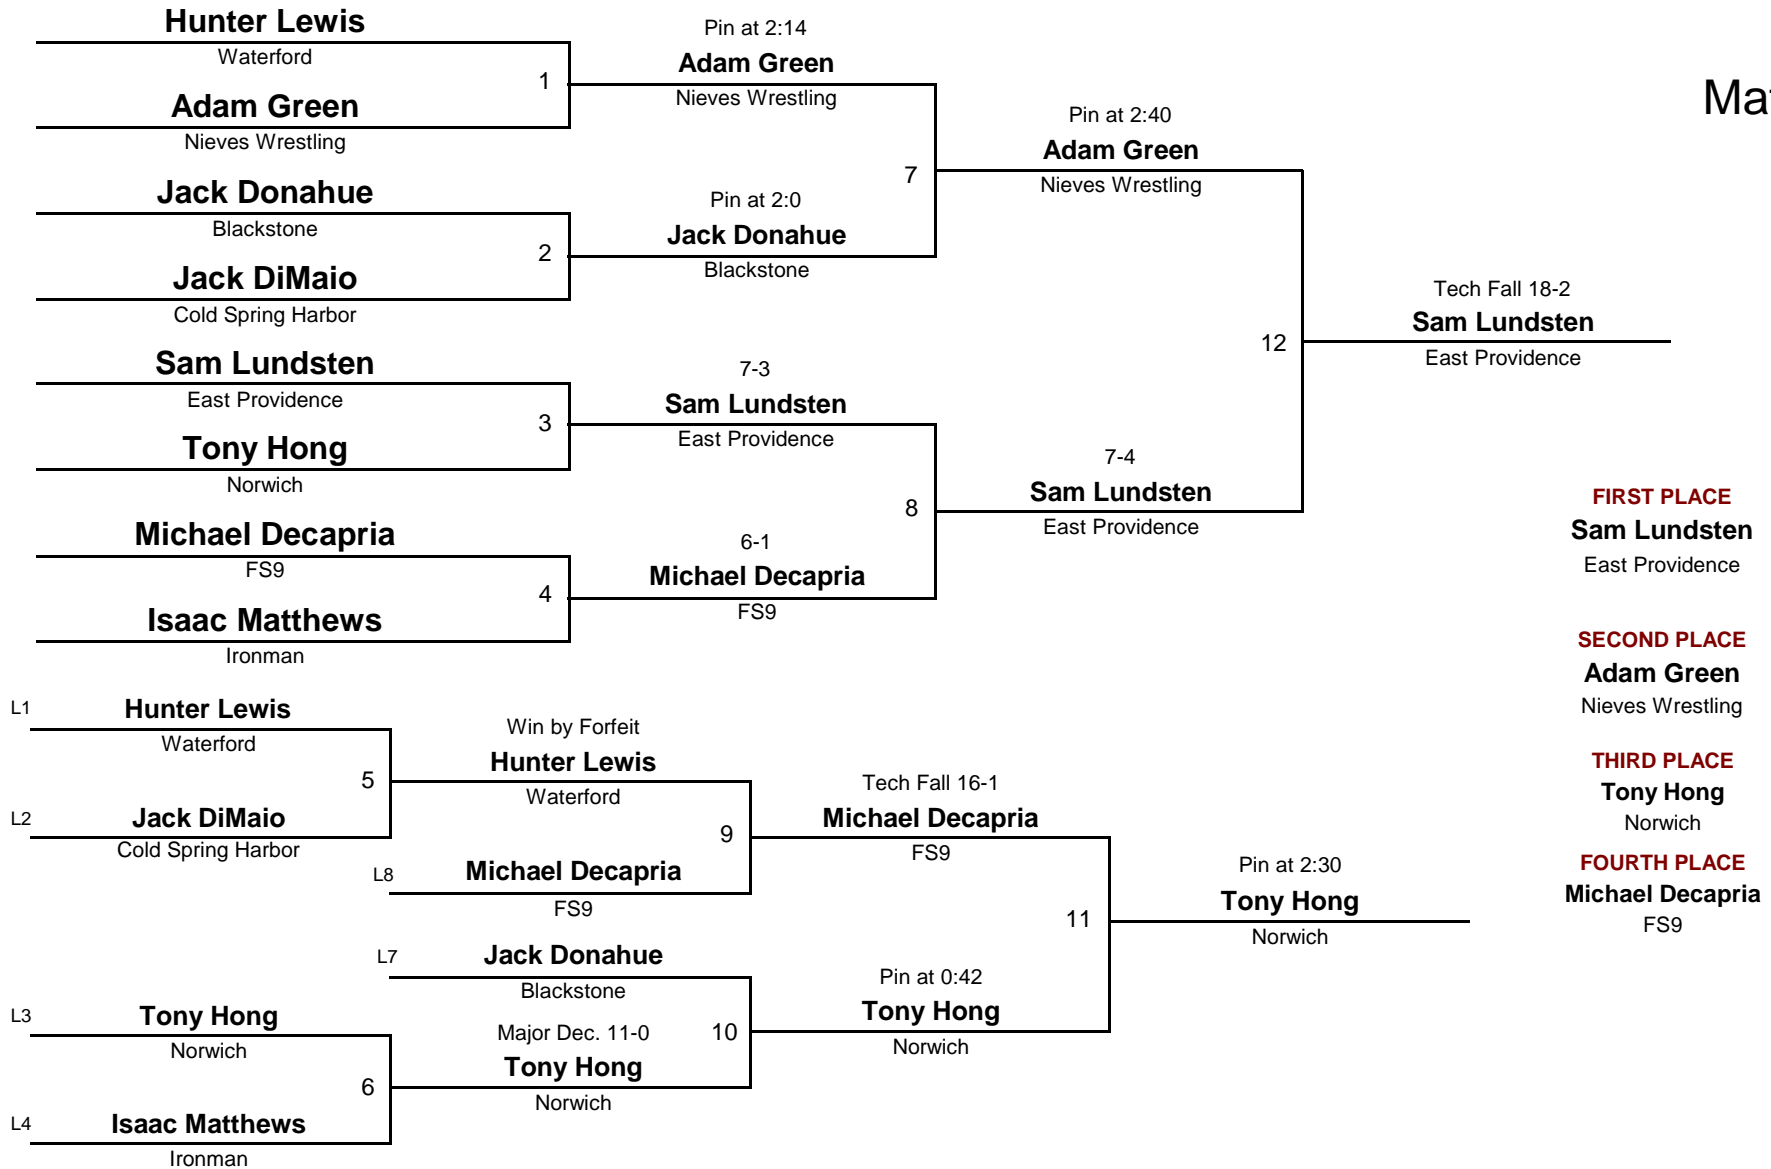 Hunter Lewis
Waterford
1
Adam Green
Nieves Wrestling
Jack Donahue
Blackstone
2
Jack DiMaio
Cold Spring Harbor
Sam Lundsten
East Providence
3
Tony Hong
Norwich
Michael Decapria
FS9
4
Isaac Matthews
Ironman
Pin at 2:14
Adam Green
Nieves Wrestling
7
Pin at 2:0
Jack Donahue
Blackstone
7-3
Sam Lundsten
East Providence
8
6-1
Michael Decapria
FS9
Pin at 2:40
Adam Green
Nieves Wrestling
12
7-4
Sam Lundsten
East Providence
Tech Fall 18-2
Sam Lundsten
East Providence
L1
Hunter Lewis
Waterford
5
L2
Jack DiMaio
Cold Spring Harbor
Win by Forfeit
Hunter Lewis
Waterford
9
L8
Michael Decapria
FS9
L7
Jack Donahue
Blackstone
10
L3
Tony Hong
Norwich
6
L4
Isaac Matthews
Ironman
Major Dec. 11-0
Tony Hong
Norwich
Tech Fall 16-1
Michael Decapria
FS9
11
Pin at 0:42
Tony Hong
Norwich
Pin at 2:30
Tony Hong
Norwich
FIRST PLACE
Sam Lundsten
East Providence
SECOND PLACE
Adam Green
Nieves Wrestling
THIRD PLACE
Tony Hong
Norwich
FOURTH PLACE
Michael Decapria
FS9